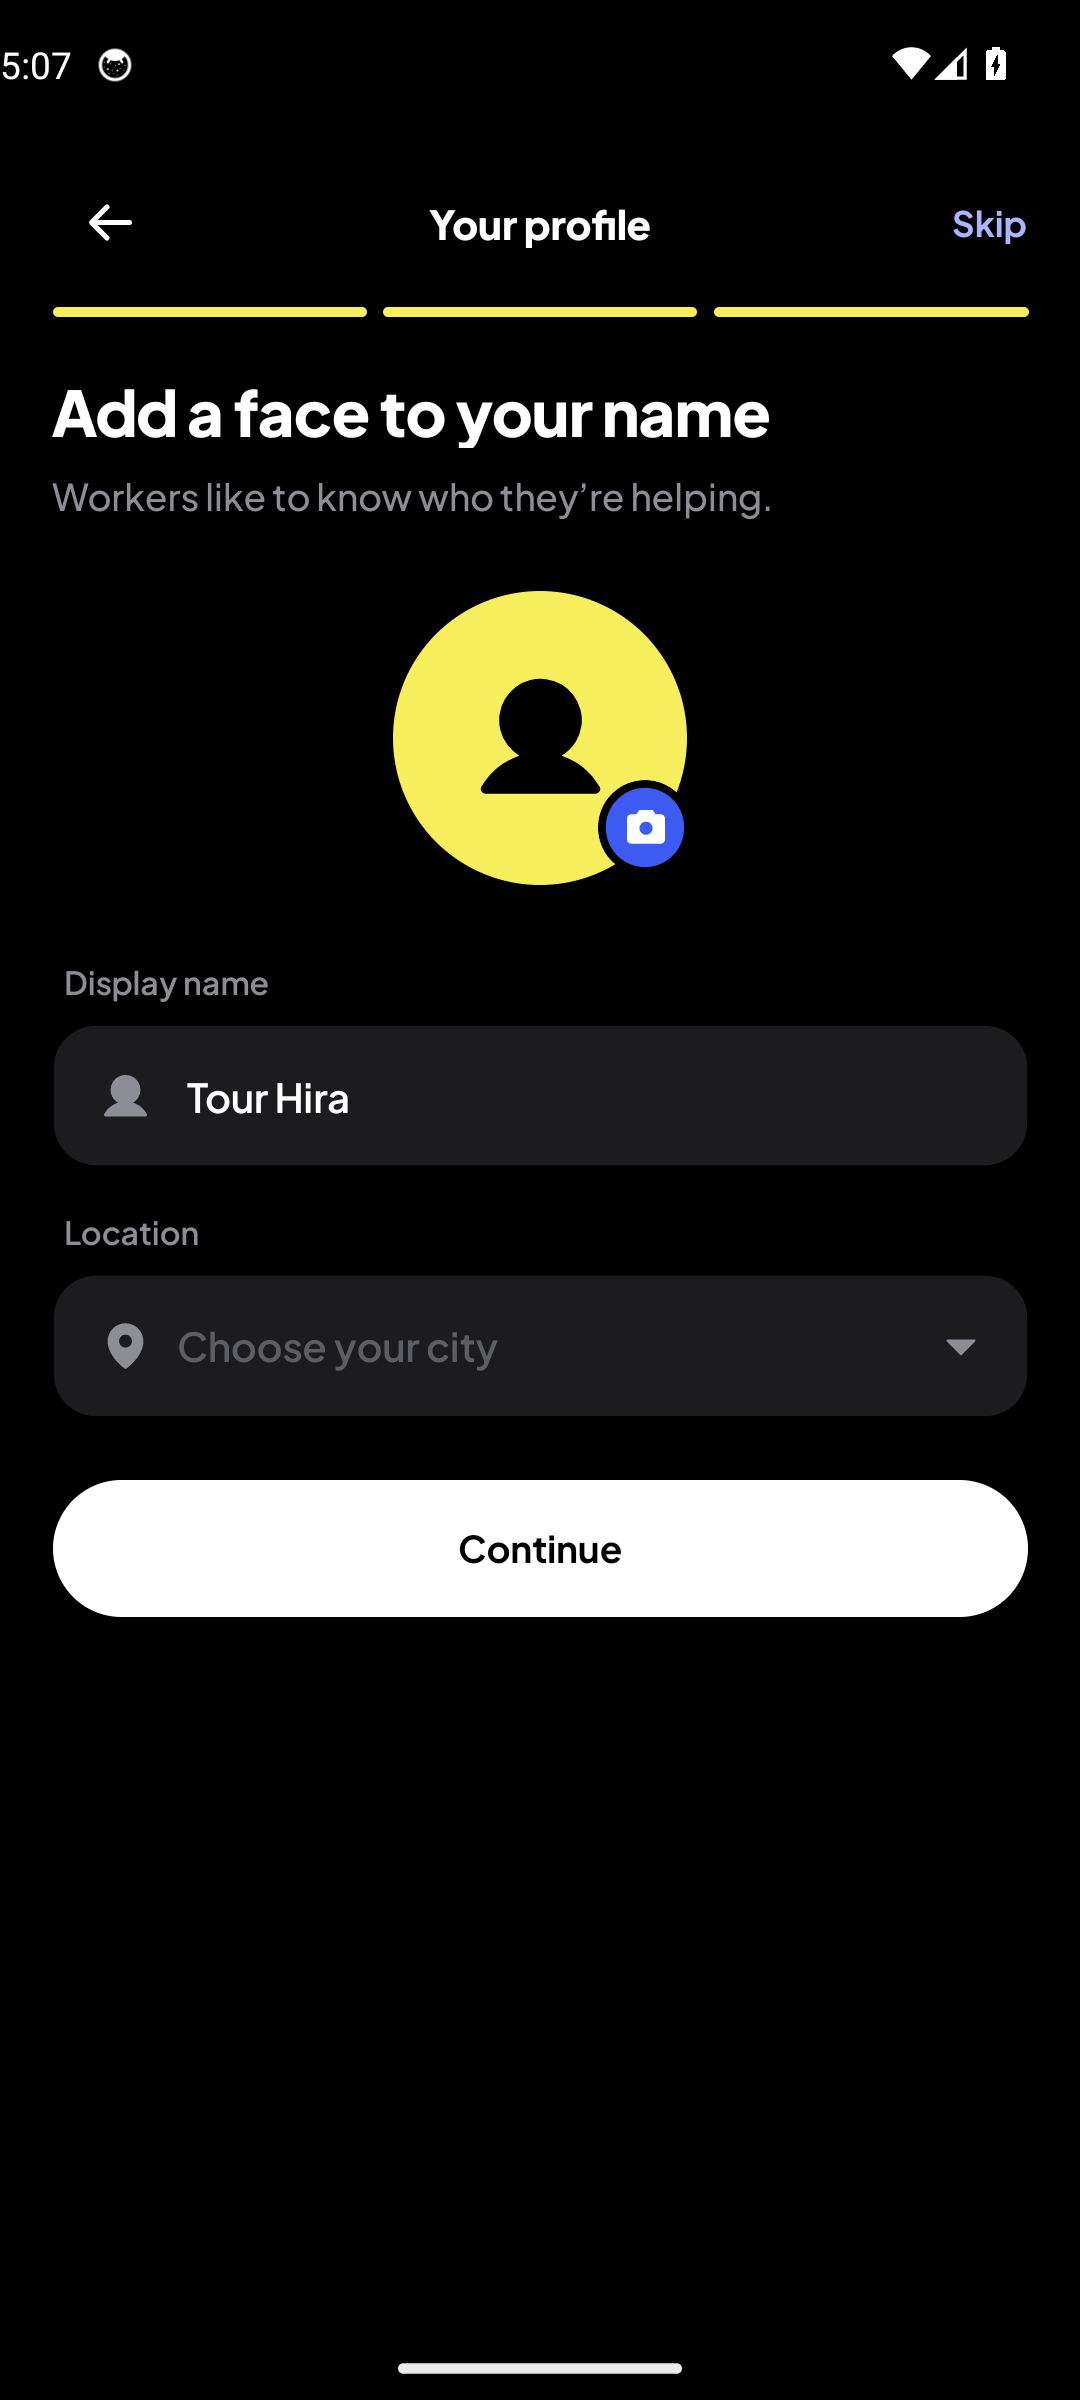 5:07
Your profile
Skip
Add a face to your name
Workers like to know who they’re helping.
Display name
Tour Hira
Location
Choose your city
Continue